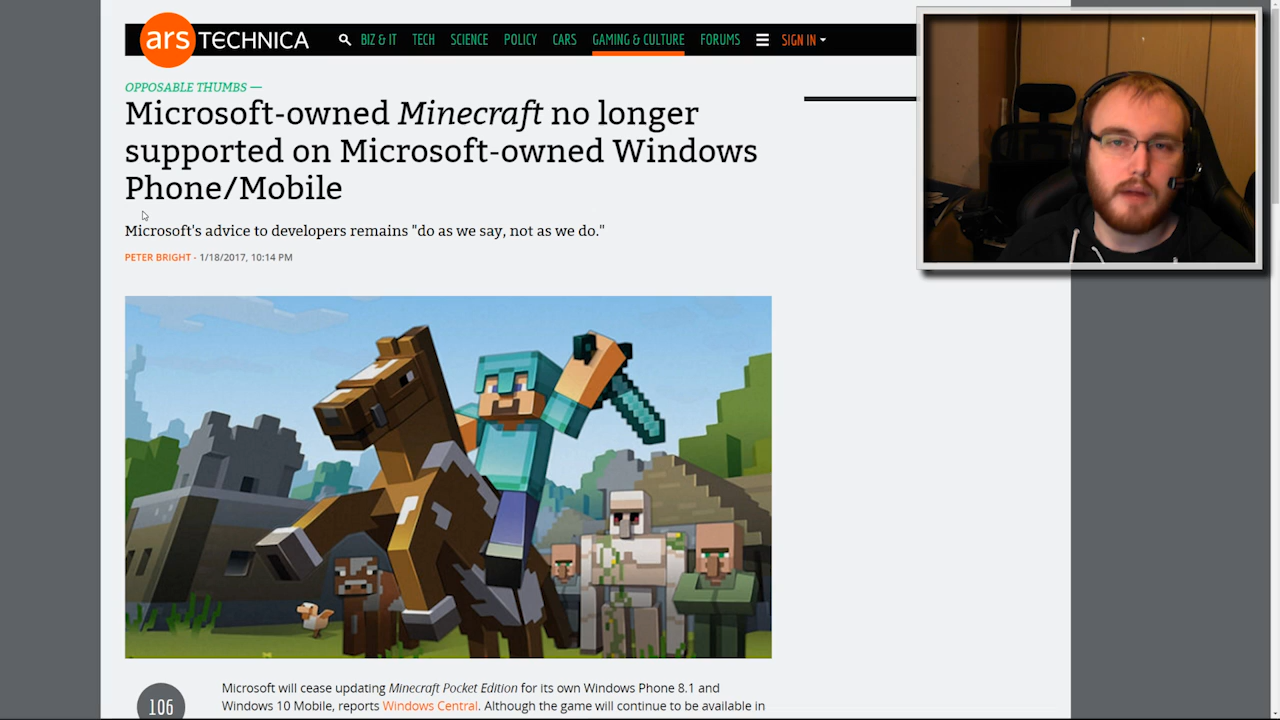 ars TECHNICA BIZ & IT TECH SCIENCE POLICY CARS GAMING & CULTURE FORUMS SIGN IN
OPPOSABLE THUMBS —
Microsoft-owned Minecraft no longer
supported on Microsoft-owned Windows
Phone/Mobile
Microsoft's advice to developers remains "do as we say, not as we do."
PETER BRIGHT - 1/18/2017, 10:14 PM
106
Microsoft will cease updating Minecraft Pocket Edition for its own Windows Phone 8.1 and
Windows 10 Mobile, reports Windows Central. Although the game will continue to be available in